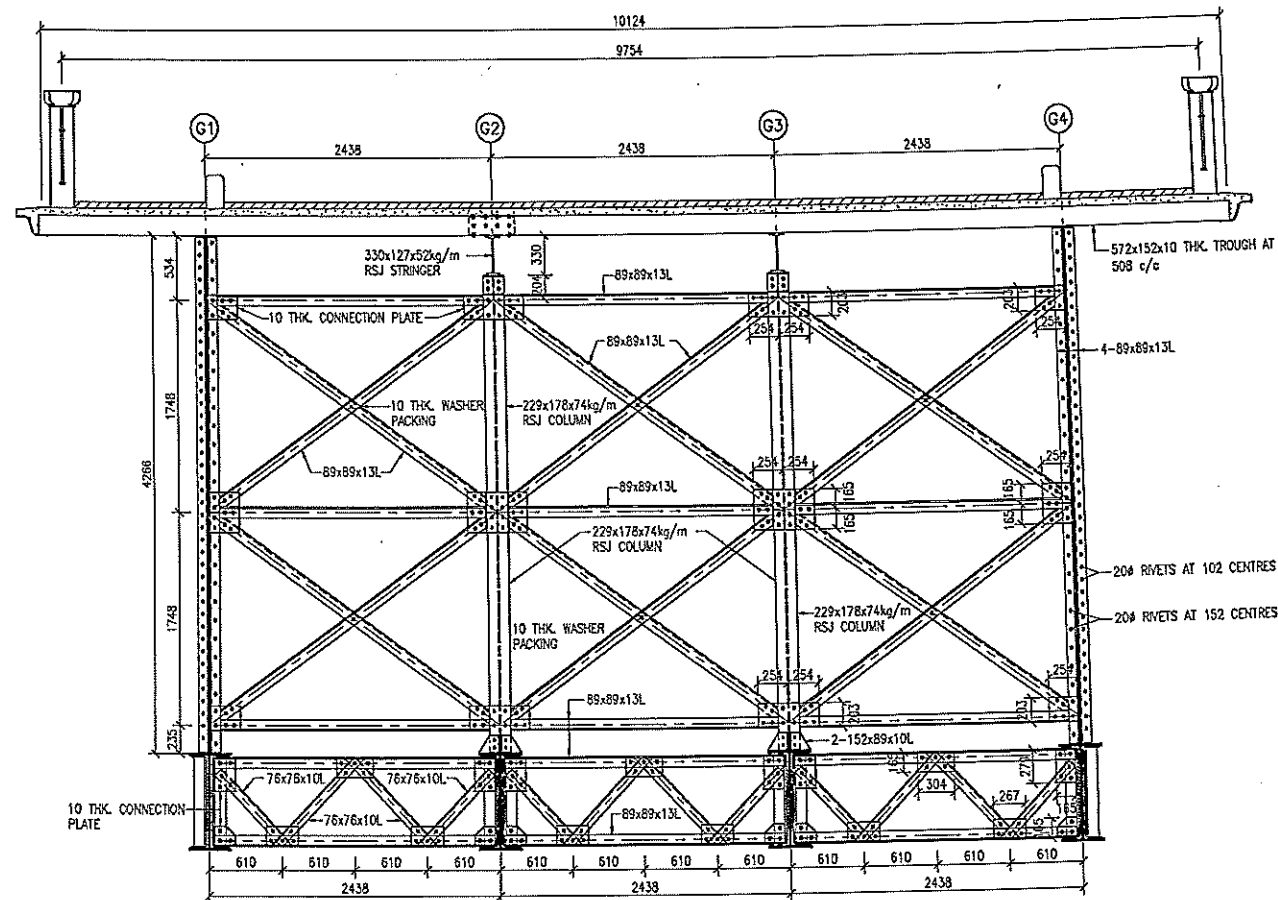 10124
9754
G1
G2
G3
G4
2438
2438
2438
534
330x127x52kg/m
RSJ STRINGER
330
204
89x89x13L
572x152x10 THK. TROUGH AT
508 c/c
10 THK. CONNECTION PLATE
203
203
254
254
254
89x89x13L
4-89x89x13L
1748
10 THK. WASHER
PACKING
229x178x74kg/m
RSJ COLUMN
89x89x13L
4266
254
254
254
89x89x13L
165
165
165
165
229x178x74kg/m
RSJ COLUMN
20ø RIVETS AT 102 CENTRES
1748
10 THK. WASHER
PACKING
229x178x74kg/m
RSJ COLUMN
20ø RIVETS AT 152 CENTRES
254
254
254
89x89x13L
203
203
235
2-152x89x10L
76x76x10L
76x76x10L
304
267
165
10 THK. CONNECTION
PLATE
76x76x10L
89x89x13L
610
610
610
610
610
610
610
610
610
610
610
610
2438
2438
2438